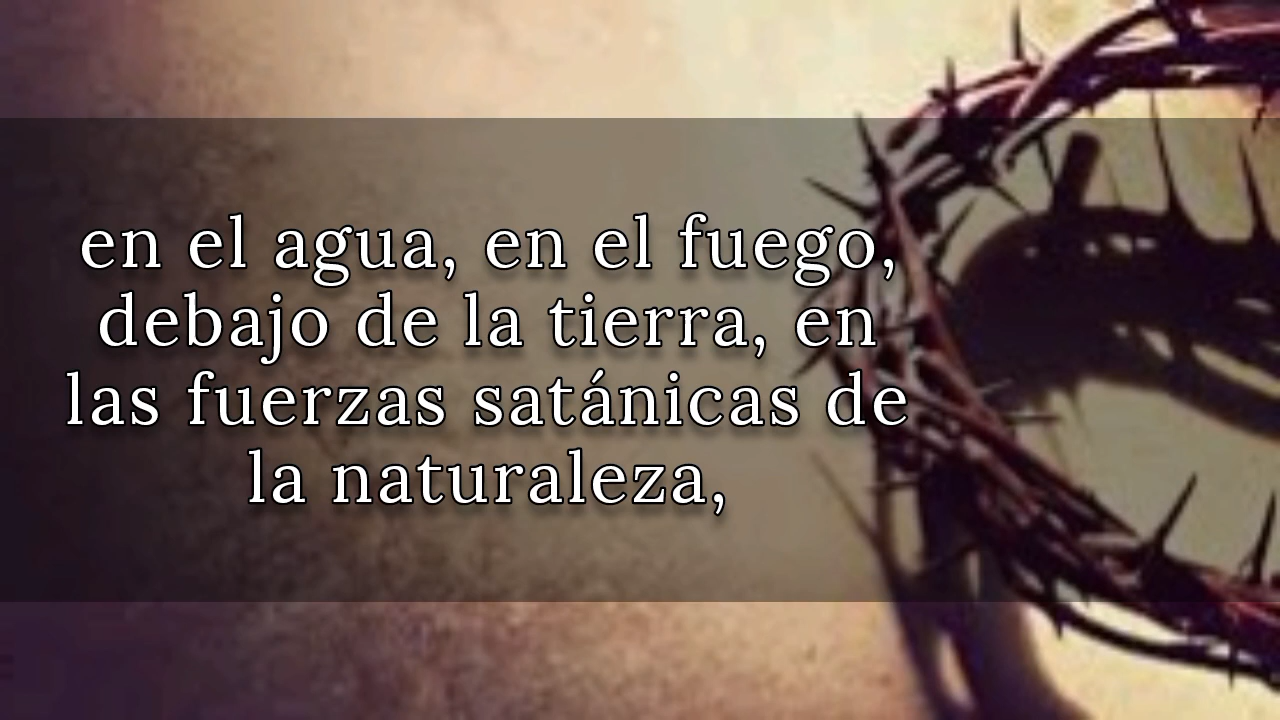 en el agua, en el fuego,
debajo de la tierra, en
las fuerzas satánicas de
la naturaleza,